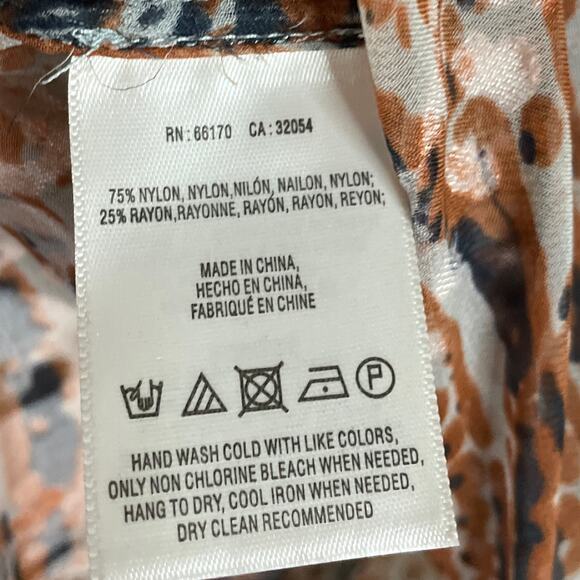 RN: 66170 CA: 32054
75% NYLON, NYLON,NILÓN, NAILON, NYLON;
25% RAYON,RAYONNE, RAYÓN, RAYON, REYON;
MADE IN CHINA,
HECHO EN CHINA,
FABRIQUÉ EN CHINE
P
HAND WASH COLD WITH LIKE COLORS,
ONLY NON CHLORINE BLEACH WHEN NEEDED,
HANG TO DRY, COOL IRON WHEN NEEDED,
DRY CLEAN RECOMMENDED